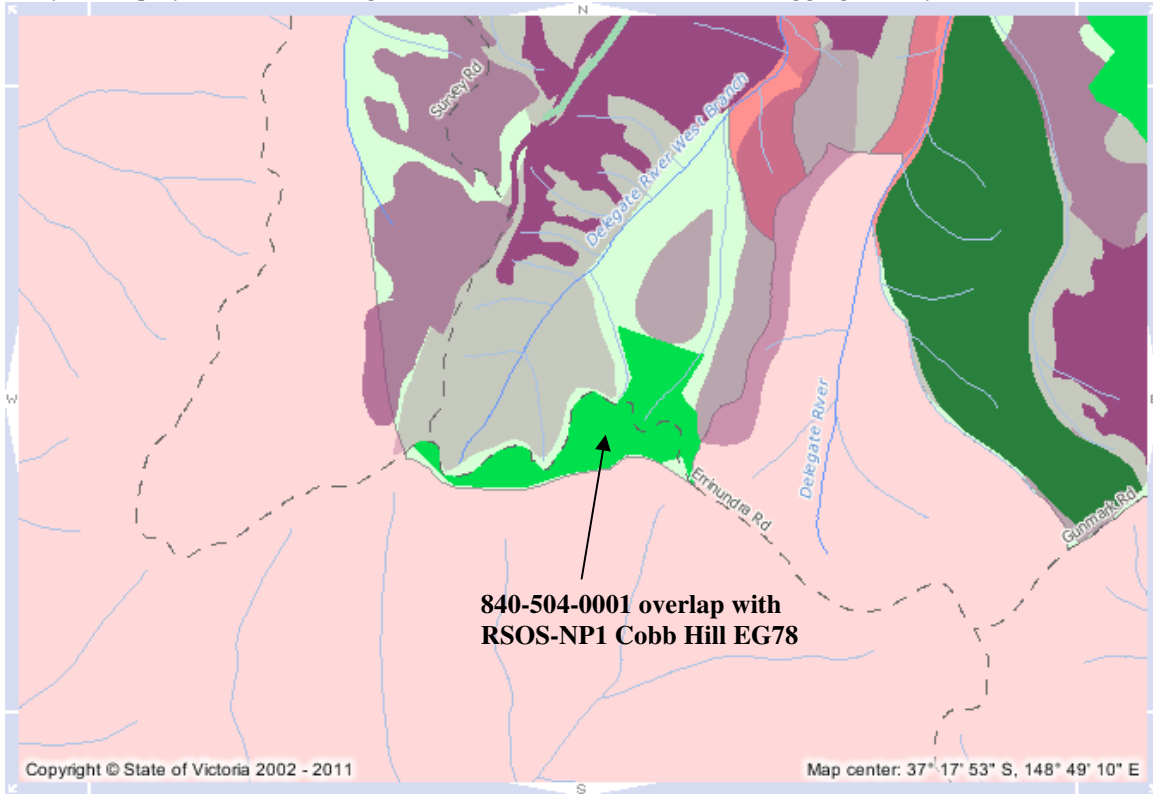 N
Survey Rd
Delegate River West Branch
W
Delegate River
Errinundra Rd
Gunmark Rd
840-504-0001 overlap with
RSOS-NP1 Cobb Hill EG78
Copyright © State of Victoria 2002 - 2011
Map center: 37° 17' 53" S, 148° 49' 10" E
S